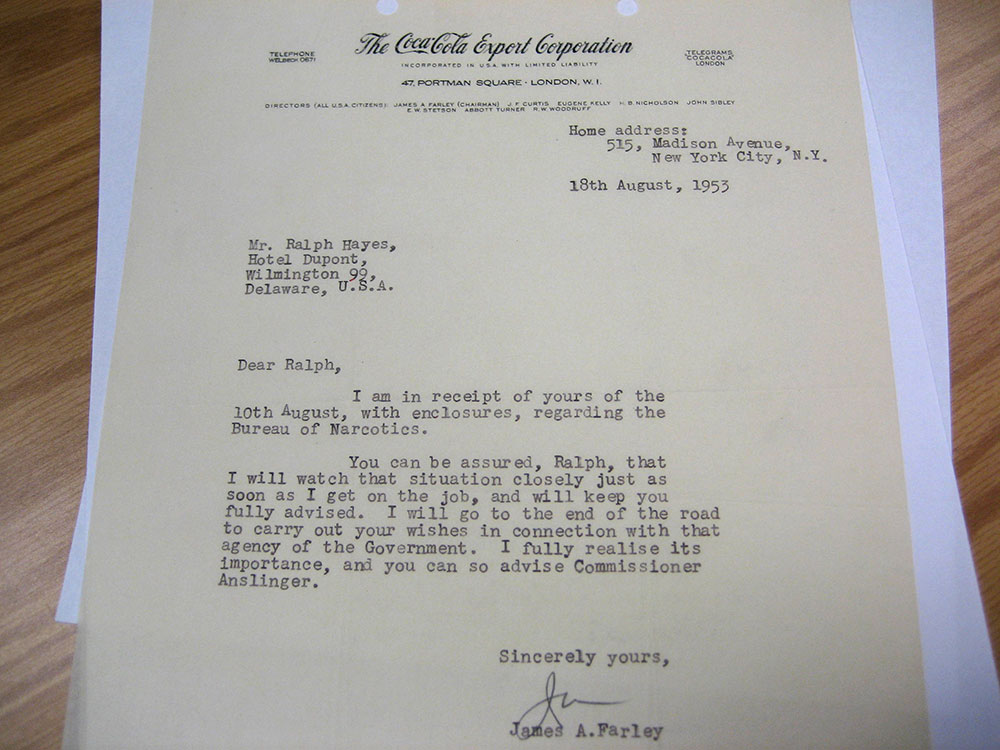 The Coca-Cola Export Corporation
INCORPORATED IN U.S.A. WITH LIMITED LIABILITY
TELEPHONE
WELBECK 0671
TELEGRAMS
"COCACOLA"
LONDON
47, PORTMAN SQUARE · LONDON, W. I.
DIRECTORS (ALL U.S.A. CITIZENS): JAMES A. FARLEY (CHAIRMAN) J. F. CURTIS EUGENE KELLY H. B. NICHOLSON JOHN SIBLEY
E. W. STETSON ABBOTT TURNER R. W. WOODRUFF
Home address:
515, Madison Avenue,
New York City, N.Y.
18th August, 1953
Mr. Ralph Hayes,
Hotel Dupont,
Wilmington 99,
Delaware, U.S.A.
Dear Ralph,
I am in receipt of yours of the
10th August, with enclosures, regarding the
Bureau of Narcotics.
You can be assured, Ralph, that
I will watch that situation closely just as
soon as I get on the job, and will keep you
fully advised. I will go to the end of the road
to carry out your wishes in connection with that
agency of the Government. I fully realise its
importance, and you can so advise Commissioner
Anslinger.
Sincerely yours,
James A.Farley